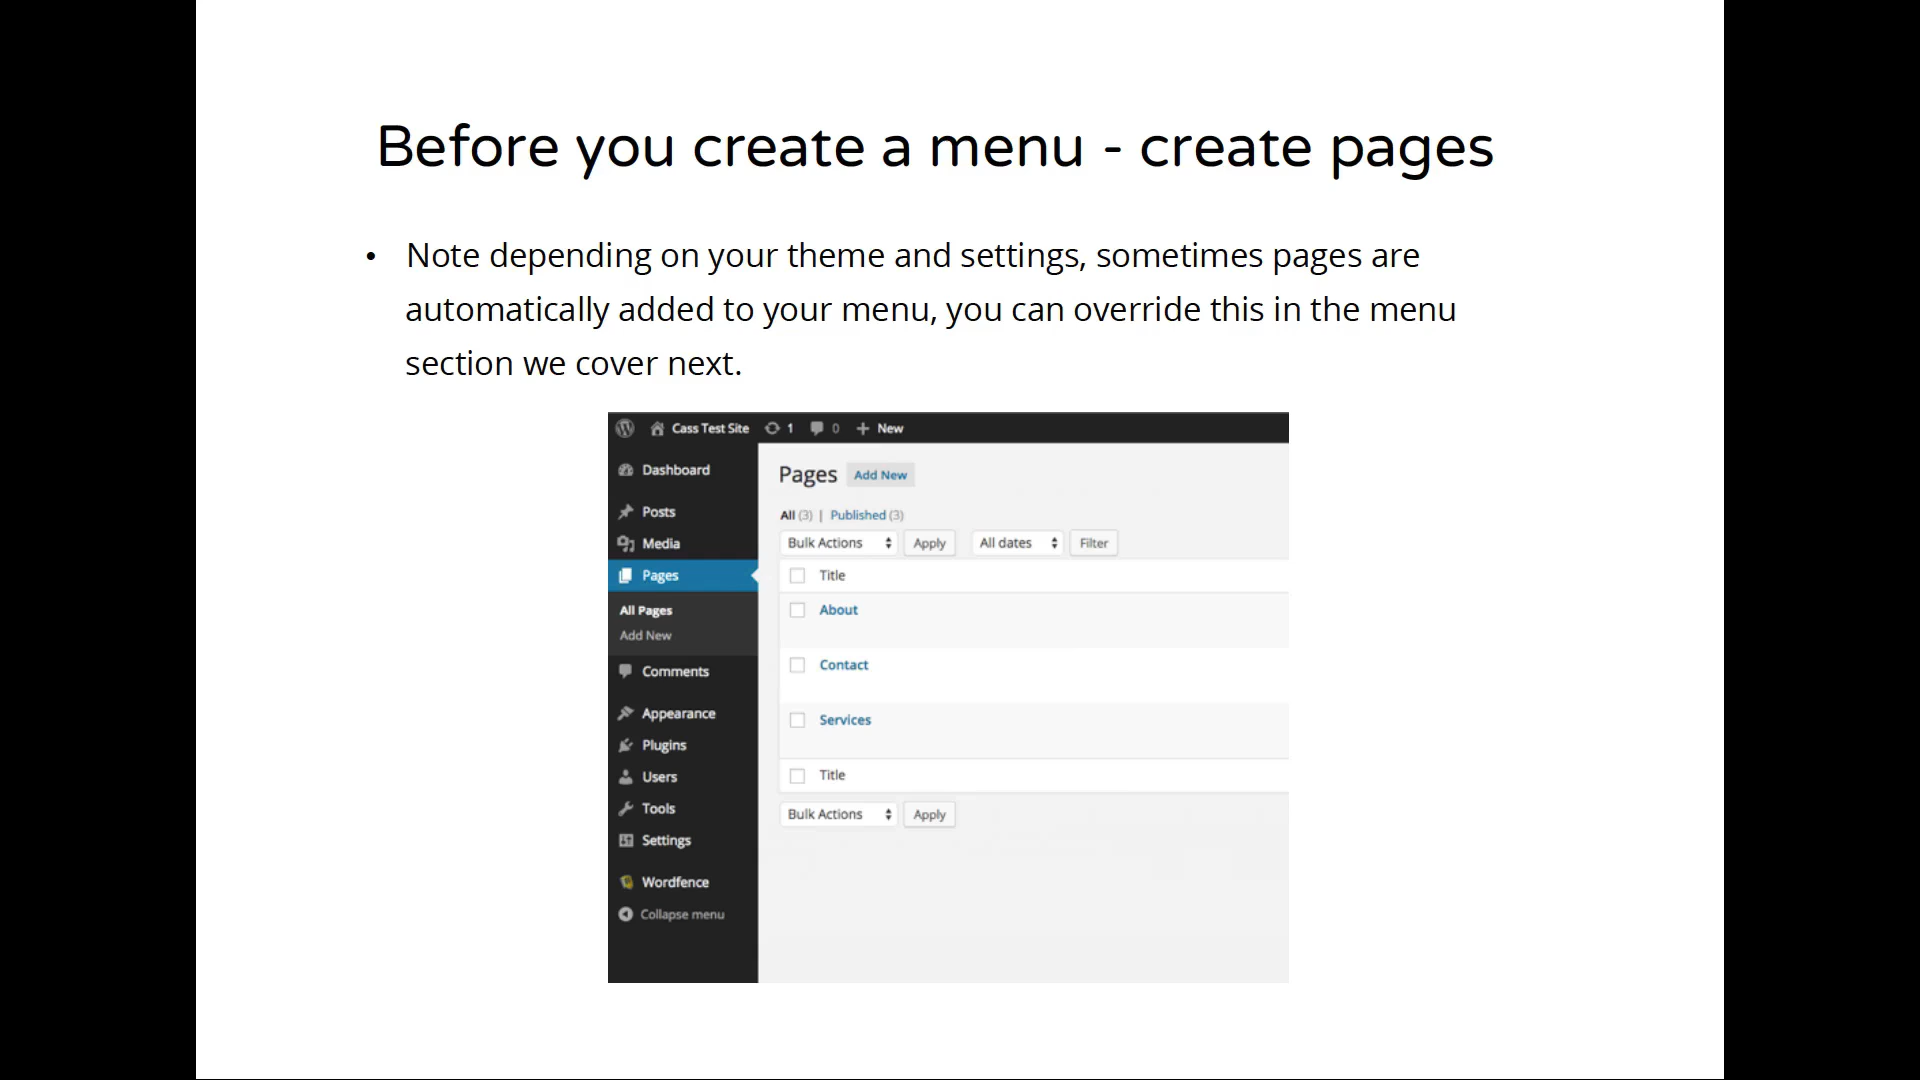 Before you create a menu - create pages
• Note depending on your theme and settings, sometimes pages are
automatically added to your menu, you can override this in the menu
section we cover next.
Cass Test Site 1 0 + New
Dashboard
Posts
Media
Pages
All Pages
Add New
Comments
Appearance
Plugins
Users
Tools
Settings
Wordfence
Collapse menu
Pages Add New
All (3) | Published (3)
Bulk Actions Apply All dates Filter
Title
About
Contact
Services
Title
Bulk Actions Apply